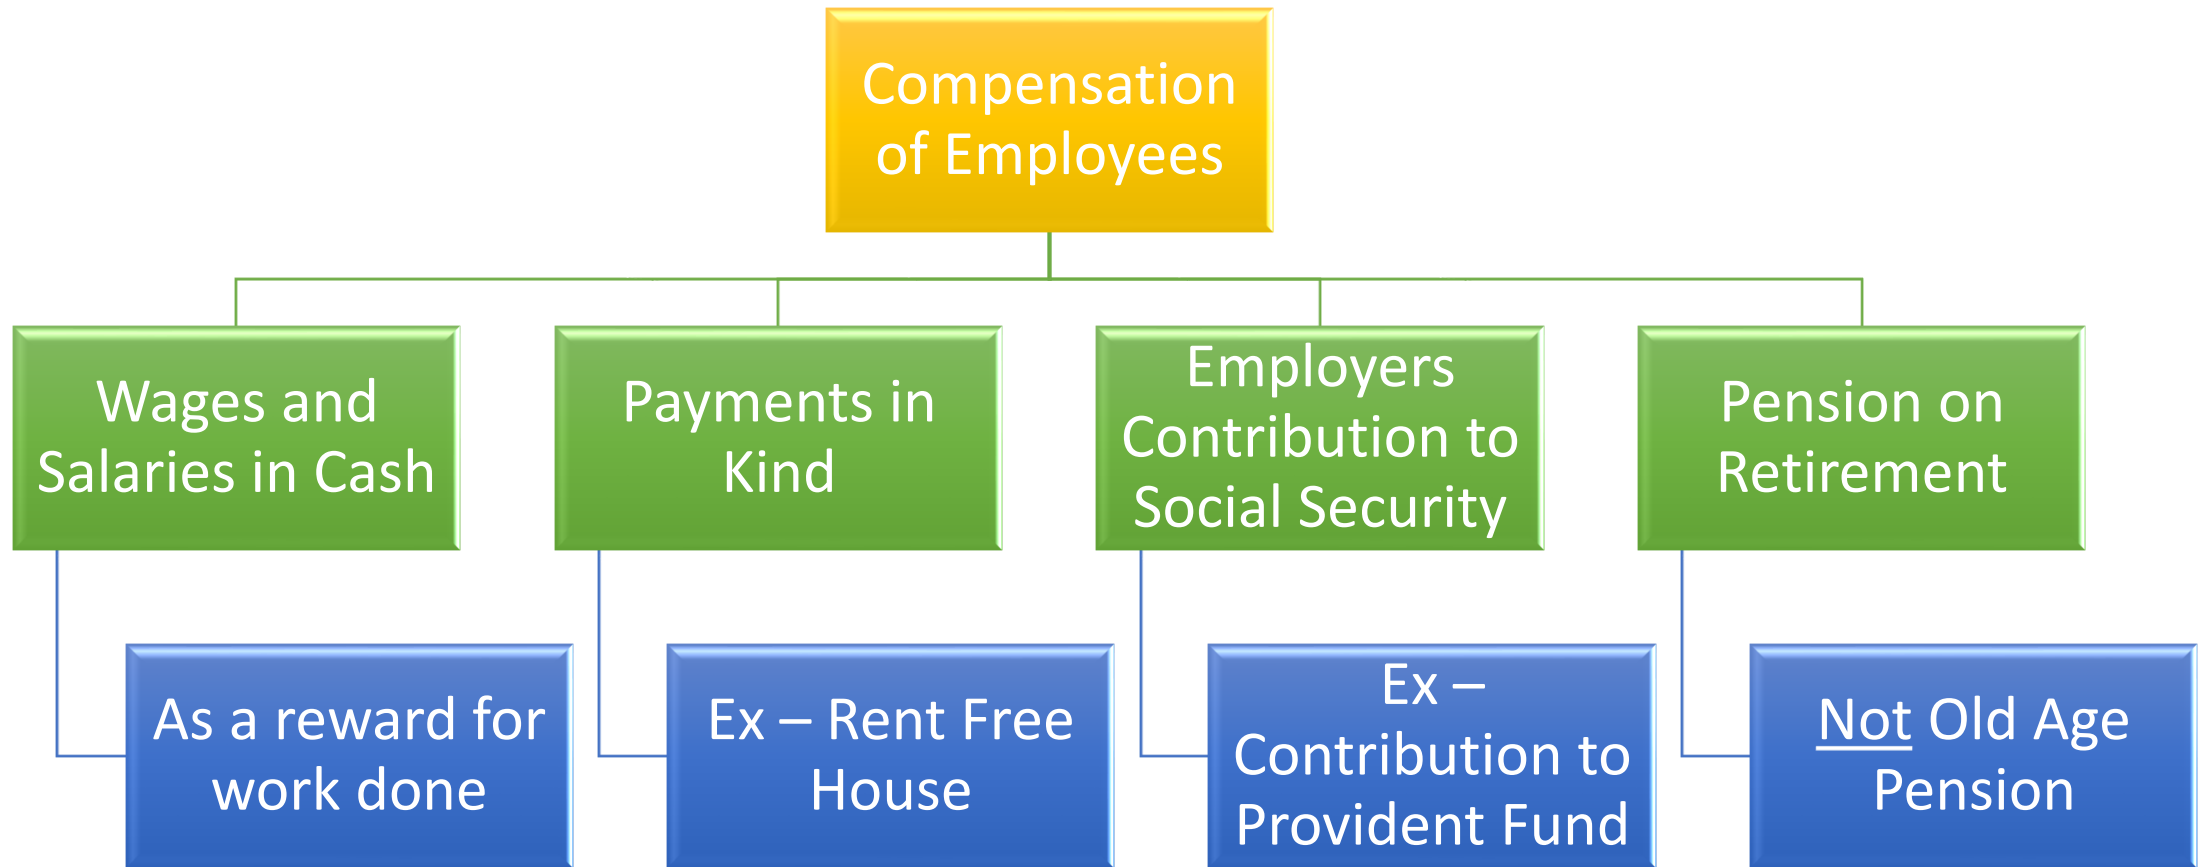 Compensation
of Employees
Wages and
Salaries in Cash
Payments in
Kind
Employers
Contribution to
Social Security
Pension on
Retirement
As a reward for
work done
Ex – Rent Free
House
Ex –
Contribution to
Provident Fund
Not Old Age
Pension